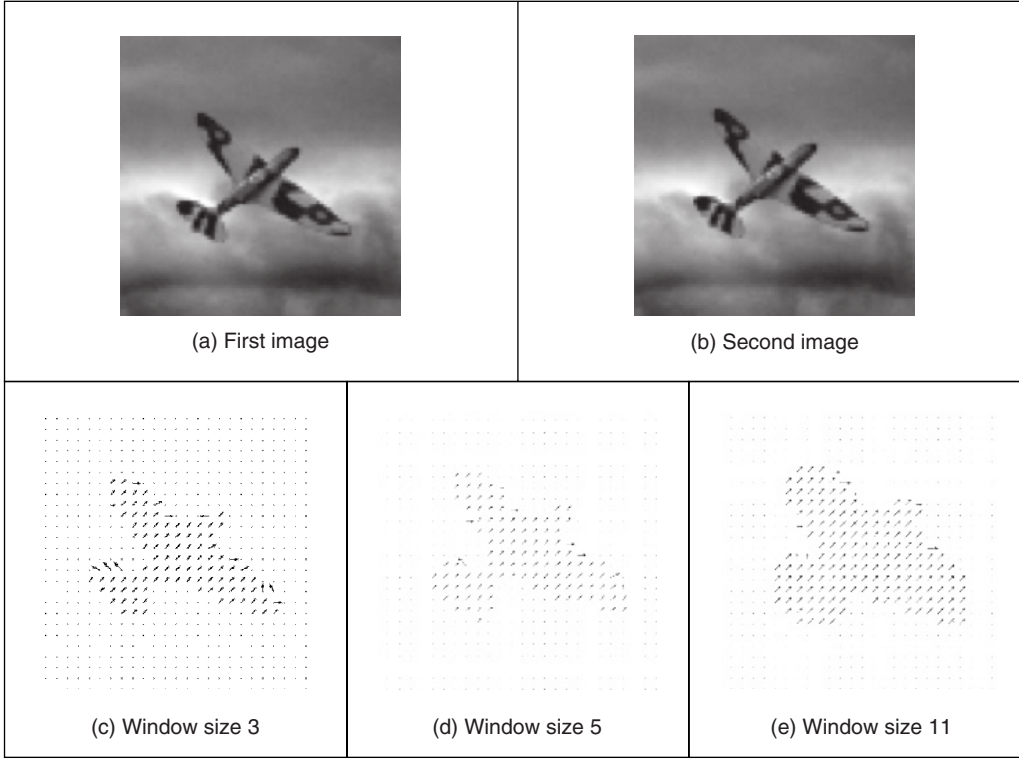 (a) First image
(b) Second image
(c) Window size 3
(d) Window size 5
(e) Window size 11